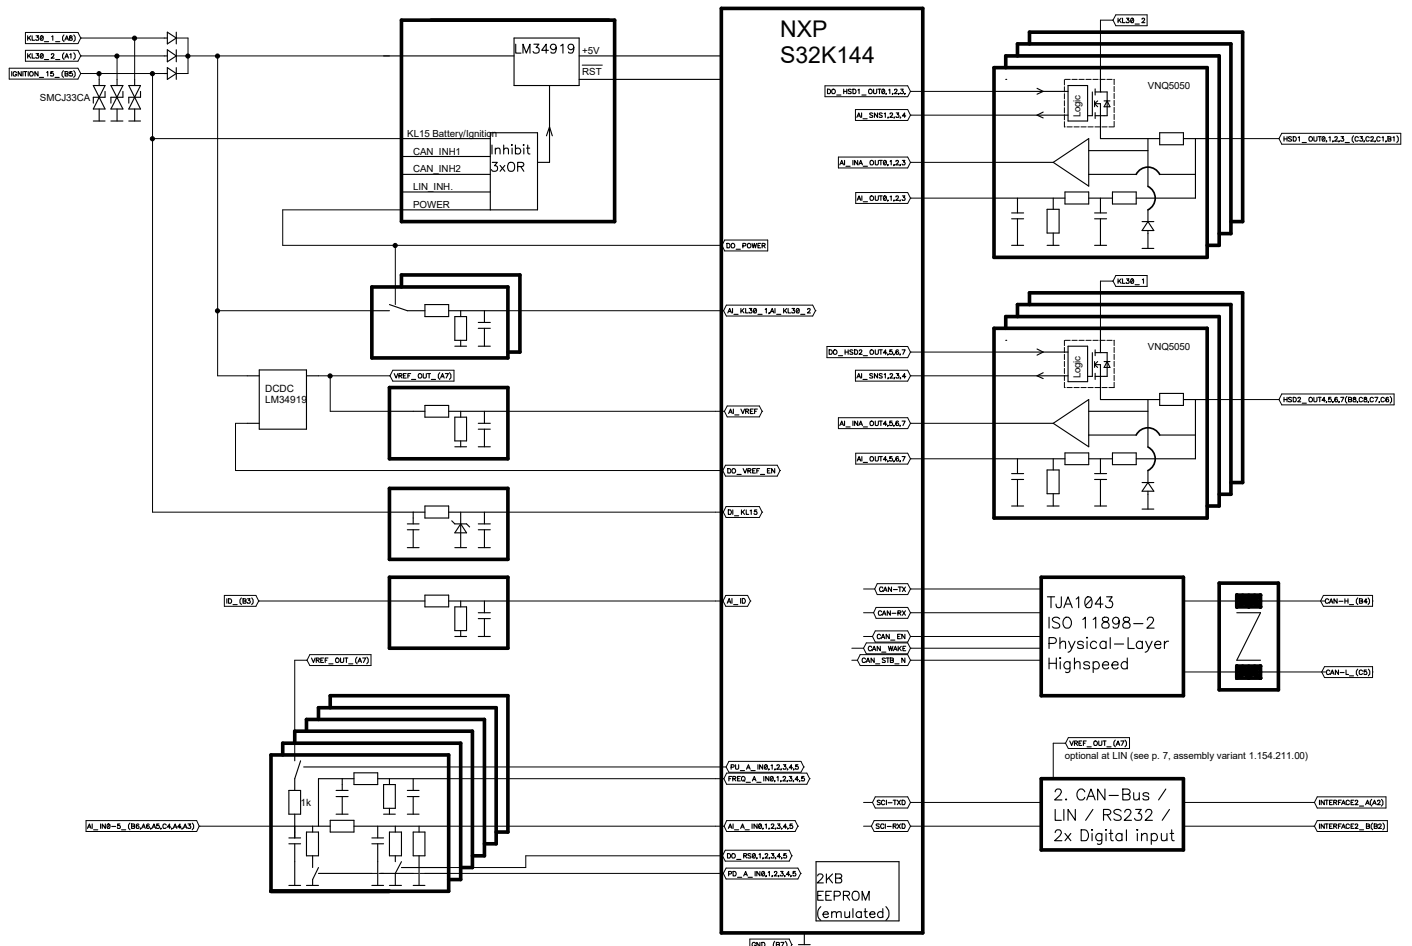 KL30_1_(A8)
KL30_2_(A1)
IGNITION_15_(B5)
SMCJ33CA
LM34919
+5V
RST
KL15 Battery/Ignition
CAN_INH1
CAN_INH2
LIN_INH.
POWER
Inhibit
3xOR
NXP
S32K144
DO_POWER
AI_KL30_1,AI_KL30_2
DCDC
LM34919
VREF_OUT_(A7)
AI_VREF
DO_VREF_EN
DI_KL15
ID_(B3)
AI_ID
VREF_OUT_(A7)
1k
AI_IN0-5_(B6,A6,A5,C4,A4,A3)
PU_A_IN0,1,2,3,4,5
FREQ_A_IN0,1,2,3,4,5
AI_A_IN0,1,2,3,4,5
DO_RS0,1,2,3,4,5
PD_A_IN0,1,2,3,4,5
2KB
EEPROM
(emulated)
GND_(B7)
KL30_2
VNQ5050
Logic
DO_HSD1_OUT0,1,2,3,
AI_SNS1,2,3,4
AI_INA_OUT0,1,2,3
AI_OUT0,1,2,3
HSD1_OUT0,1,2,3_(C3,C2,C1,B1)
KL30_1
VNQ5050
Logic
DO_HSD2_OUT4,5,6,7
AI_SNS1,2,3,4
AI_INA_OUT4,5,6,7
AI_OUT4,5,6,7
HSD2_OUT4,5,6,7(B8,C8,C7,C6)
CAN-TX
CAN-RX
CAN_EN
CAN_WAKE
CAN_STB_N
TJA1043
ISO 11898-2
Physical-Layer
Highspeed
CAN-H_(B4)
CAN-L_(C5)
VREF_OUT_(A7)
optional at LIN (see p. 7, assembly variant 1.154.211.00)
SCI-TXD
SCI-RXD
2. CAN-Bus /
LIN / RS232 /
2x Digital input
INTERFACE2_A(A2)
INTERFACE2_B(B2)